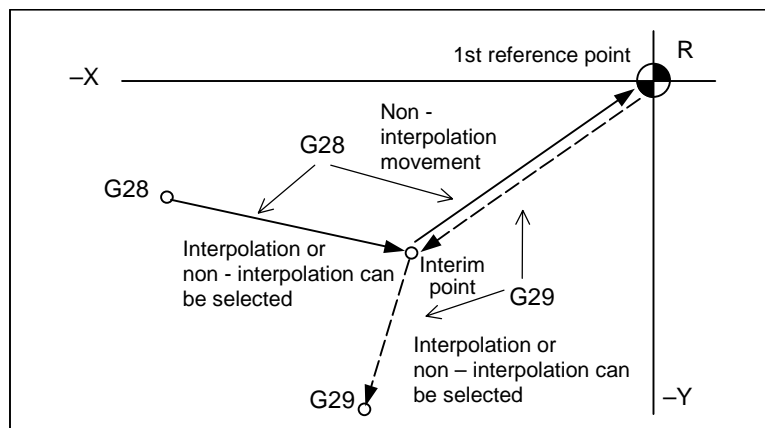 1st reference point
R
–X
Non -
interpolation
movement
G28
G28
Interpolation or
non - interpolation can
be selected
Interim
point
G29
Interpolation or
non – interpolation can
be selected
G29
–Y